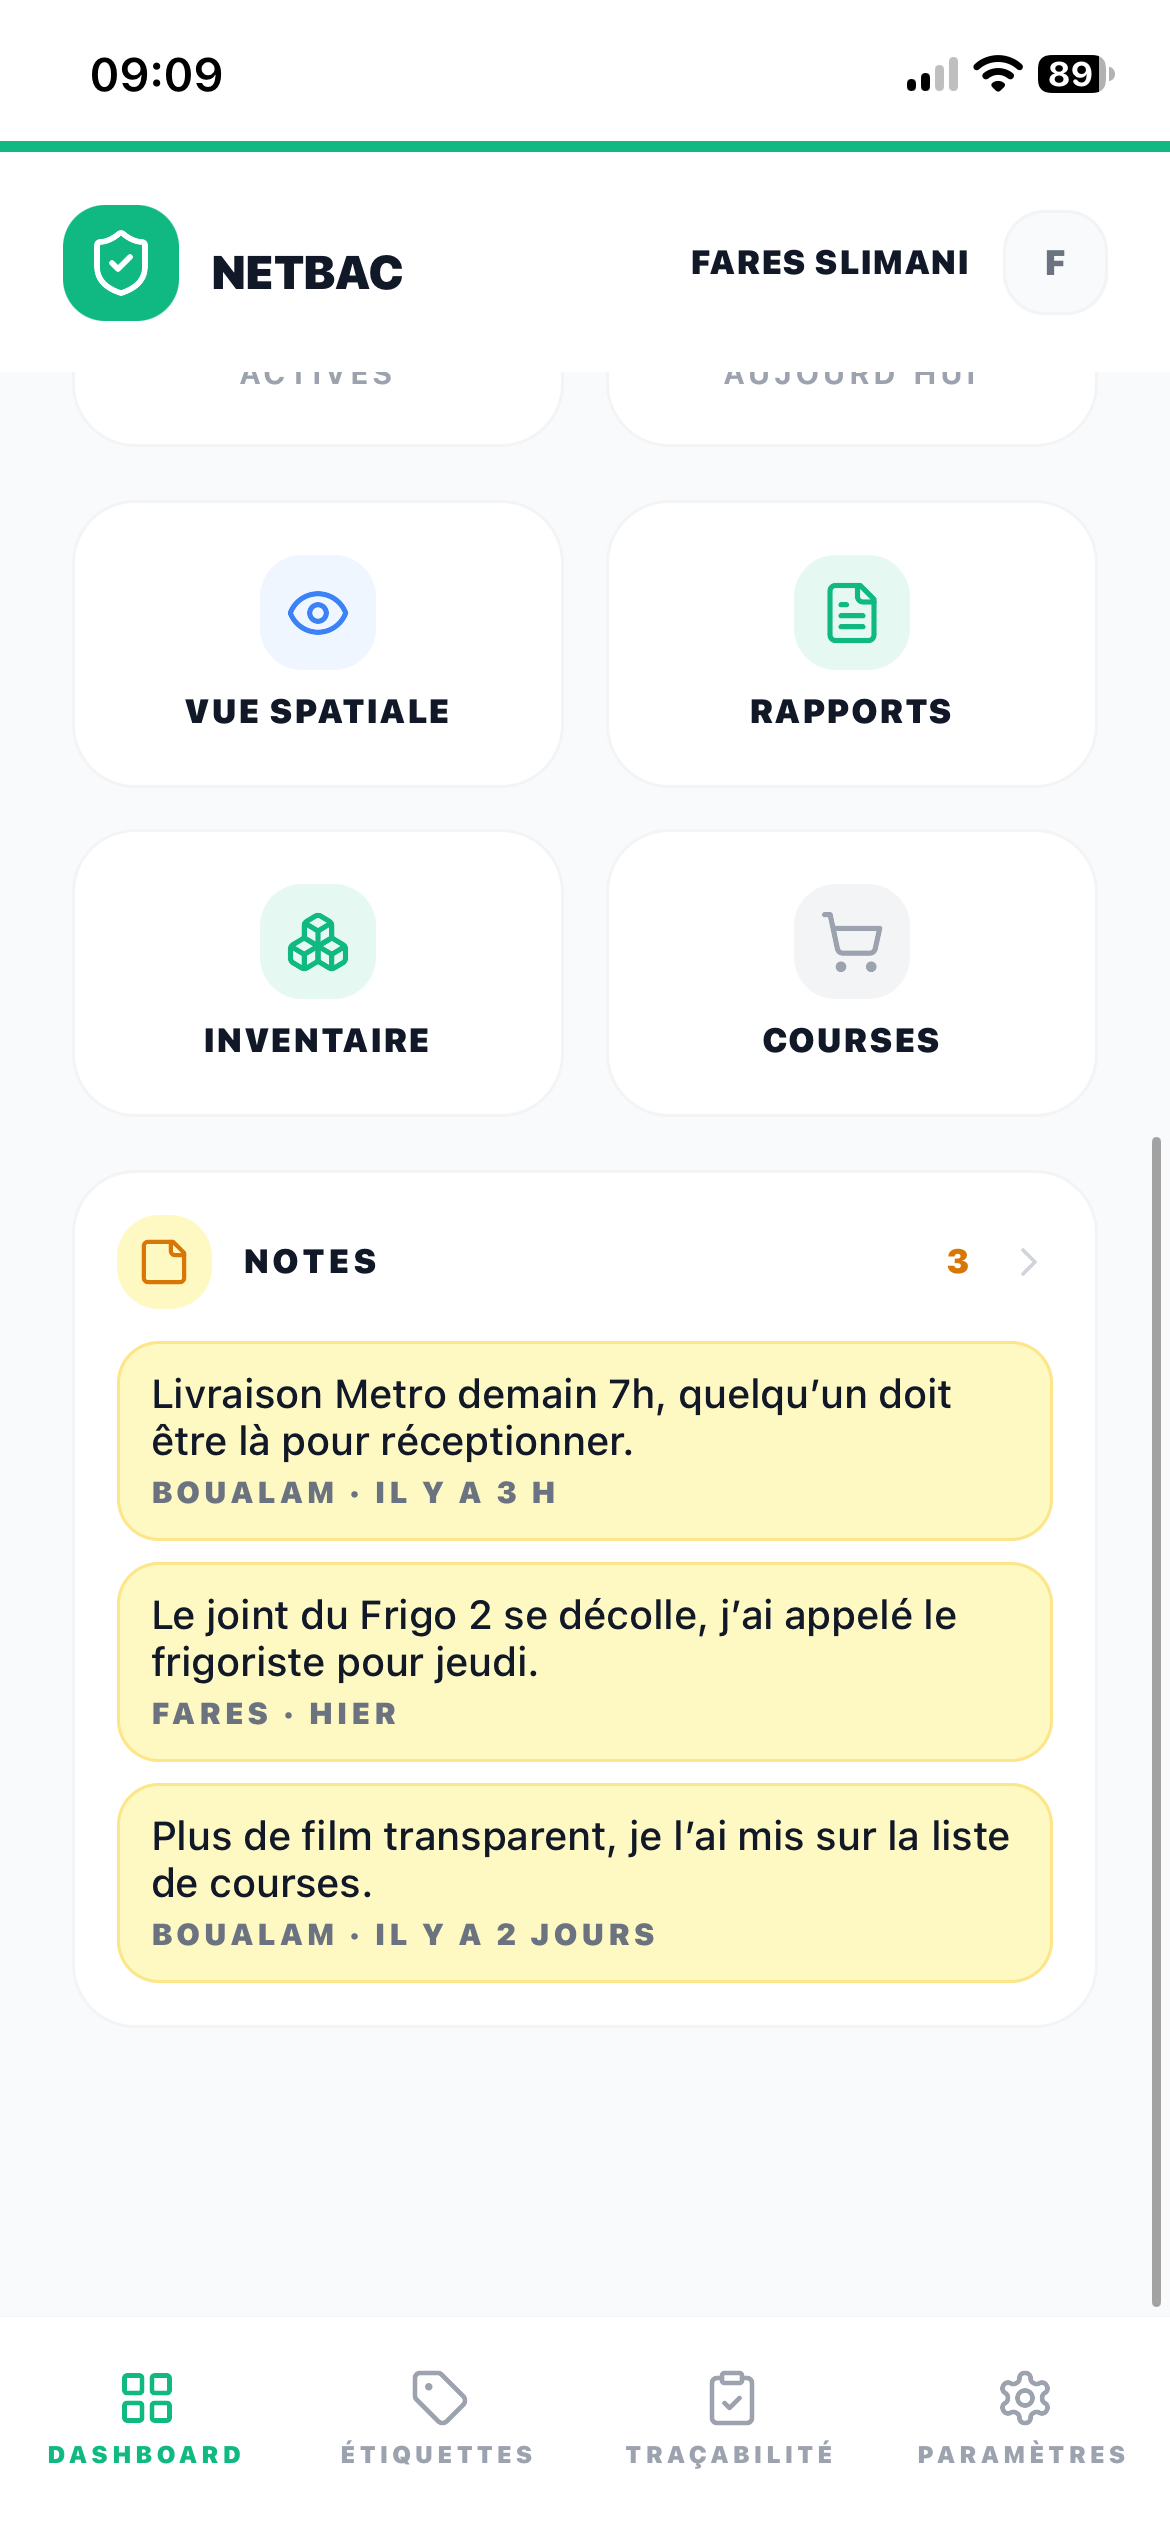 09:09
89
NETBAC
FARES SLIMANI
F
ACTIVES
AUJOURD'HUI
VUE SPATIALE
RAPPORTS
INVENTAIRE
COURSES
NOTES
3
Livraison Metro demain 7h, quelqu’un doit
être là pour réceptionner.
BOUALAM · IL Y A 3 H
Le joint du Frigo 2 se décolle, j’ai appelé le
frigoriste pour jeudi.
FARES · HIER
Plus de film transparent, je l’ai mis sur la liste
de courses.
BOUALAM · IL Y A 2 JOURS
DASHBOARD
ÉTIQUETTES
TRAÇABILITÉ
PARAMÈTRES